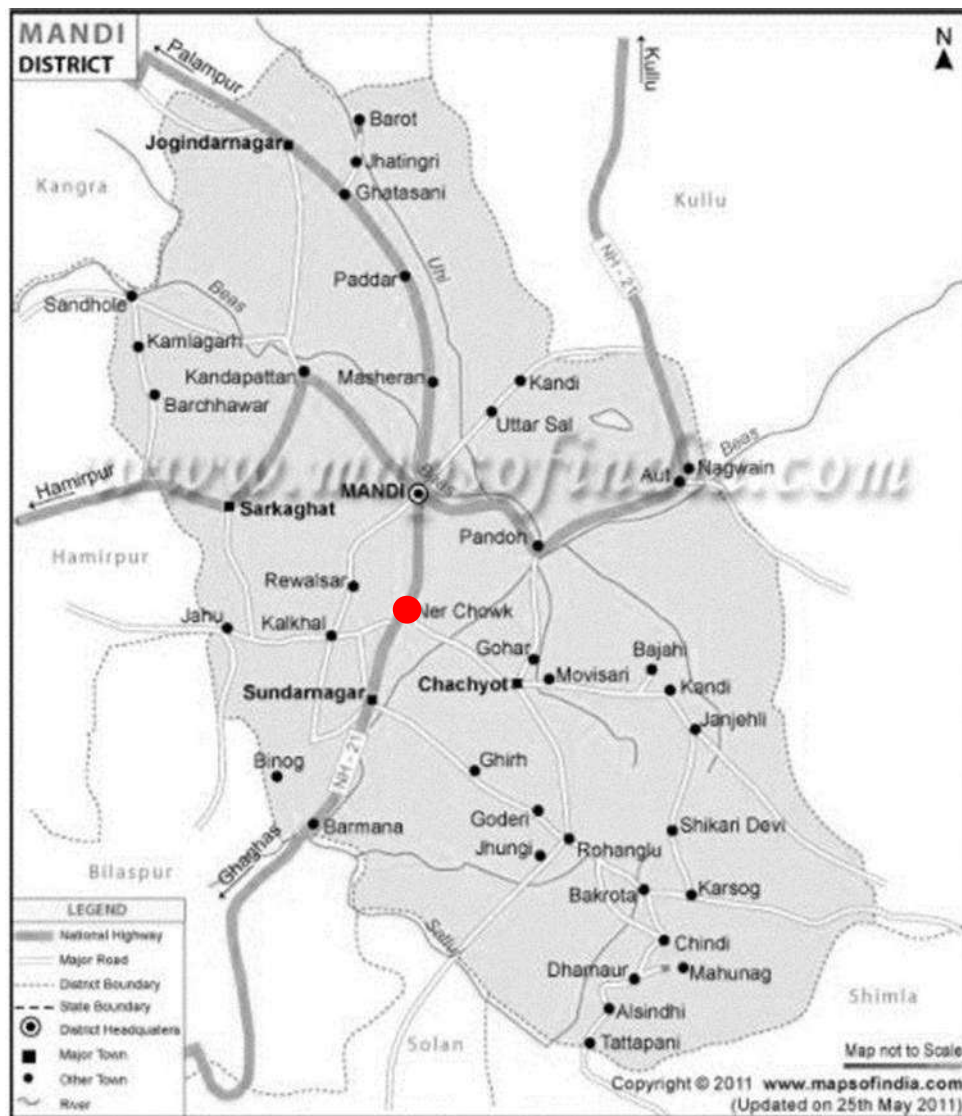 MANDI
DISTRICT
N
Palampur
Kullu
Barot
Jogindarnagar
Jhatingri
Kangra
Ghatasani
Kullu
Uhl
NH - 21
Paddar
Beas
Sandhole
Kamlagarh
Kandapattan
Masheran
Kandi
Barchhawar
Uttar Sal
Beas
www.mapsofindia.com
Hamirpur
Beas
Nagwain
Aut
MANDI
Sarkaghat
Pandoh
Hamirpur
Rewalsar
Ner Chowk
Jahu
Kalkhal
Gohar
Bajahi
Movisari
Chachyot
Kandi
Sundarnagar
Janjehli
NH - 21
Binog
Ghirh
Goderi
Barmana
Shikari Devi
Jhungi
Rohanglu
Ghaghas
Bilaspur
Bakrota
Karsog
Chindi
Dhamaur
Mahunag
Shimla
Alsindhi
Solan
Tattapani
LEGEND
National Highway
Major Road
District Boundary
State Boundary
District Headquaters
Major Town
Other Town
River
Map not to Scale
Copyright © 2011 www.mapsofindia.com
(Updated on 25th May 2011)